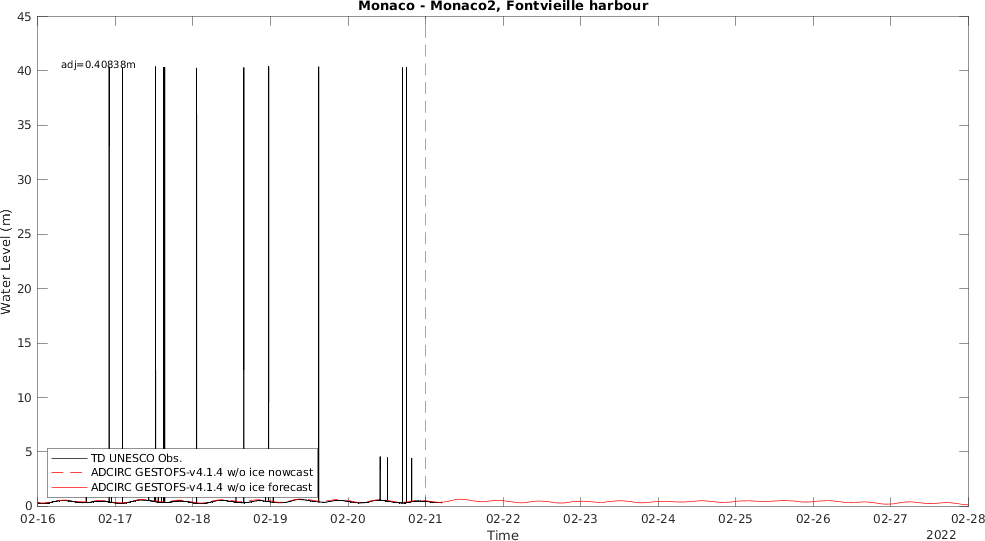 Monaco - Monaco2, Fontvieille harbour
45
adj=0.40838m
40
35
30
25
20
15
10
5
0
Water Level (m)
TD UNESCO Obs.
ADCIRC GESTOFS-v4.1.4 w/o ice nowcast
ADCIRC GESTOFS-v4.1.4 w/o ice forecast
02-16 02-17 02-18 02-19 02-20 02-21 02-22 02-23 02-24 02-25 02-26 02-27 02-28
Time
2022